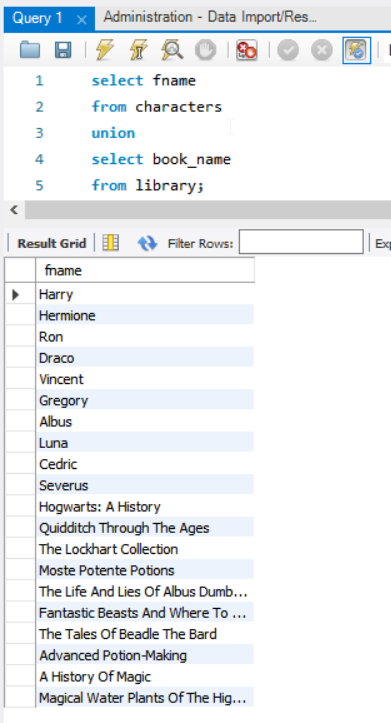 Query 1 × Administration - Data Import/Res...
1 select fname
2 from characters
3 union
4 select book_name
5 from library;
Result Grid Filter Rows: Exp
fname
Harry
Hermione
Ron
Draco
Vincent
Gregory
Albus
Luna
Cedric
Severus
Hogwarts: A History
Quidditch Through The Ages
The Lockhart Collection
Moste Potente Potions
The Life And Lies Of Albus Dumb...
Fantastic Beasts And Where To ...
The Tales Of Beadle The Bard
Advanced Potion-Making
A History Of Magic
Magical Water Plants Of The Hig...